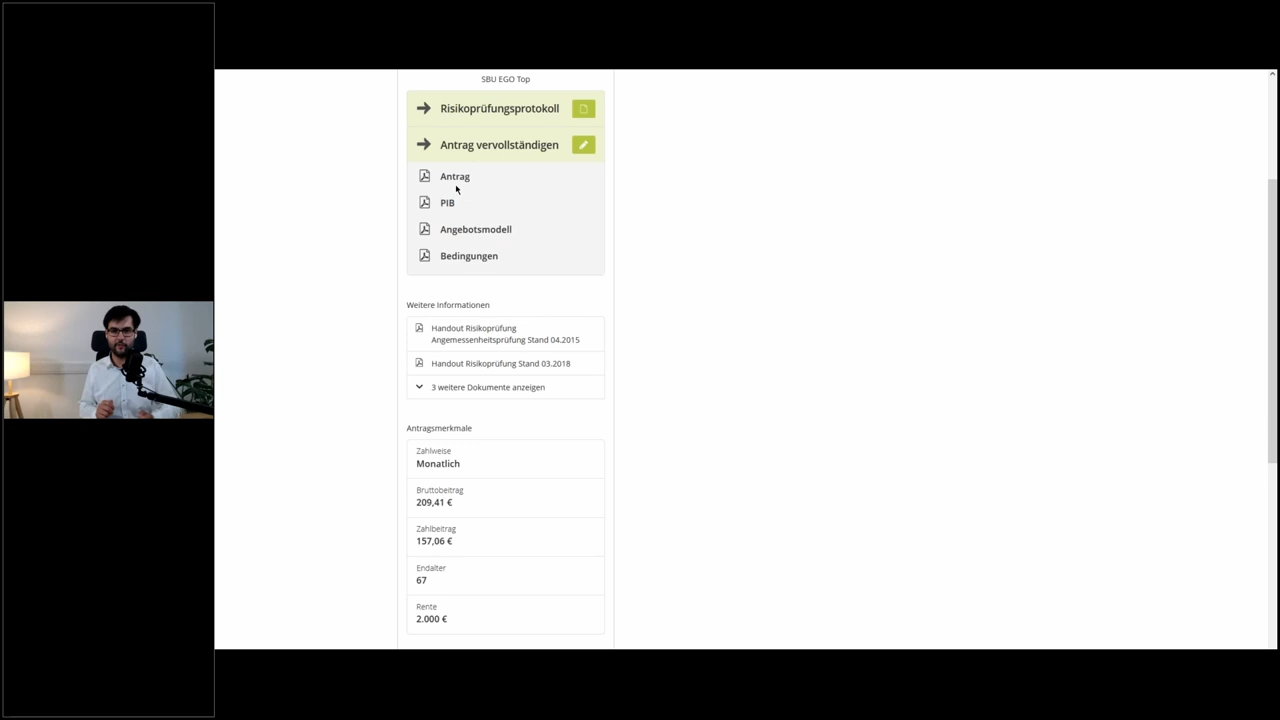 SBU EGO Top
Risikoprüfungsprotokoll
Antrag vervollständigen
Antrag
PIB
Angebotsmodell
Bedingungen
Weitere Informationen
Handout Risikoprüfung
Angemessenheitsprüfung Stand 04.2015
Handout Risikoprüfung Stand 03.2018
3 weitere Dokumente anzeigen
Antragsmerkmale
Zahlweise
Monatlich
Bruttobeitrag
209,41 €
Zahlbeitrag
157,06 €
Endalter
67
Rente
2.000 €